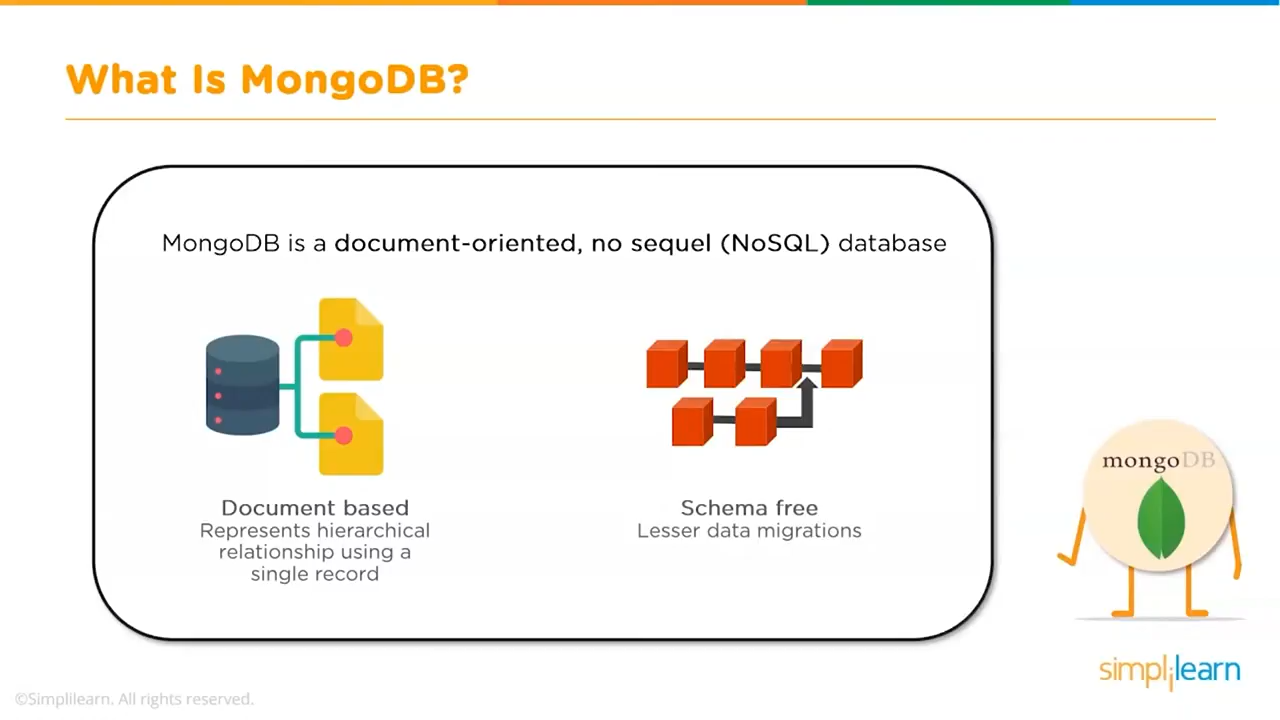 What Is MongoDB?
MongoDB is a document-oriented, no sequel (NoSQL) database
Document based
Represents hierarchical
relationship using a
single record
Schema free
Lesser data migrations
mongoDB
simplilearn
©Simplilearn. All rights reserved.